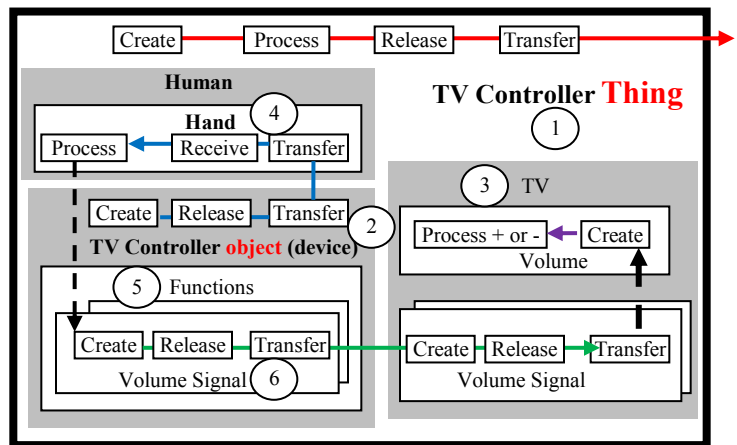 Create Process Release Transfer
Human
TV Controller Thing
1
4
Hand
Process Receive Transfer
3 TV
Create Release Transfer
2
TV Controller object (device)
Process + or - Create
Volume
5 Functions
Create Release Transfer
Volume Signal 6
Create Release Transfer
Volume Signal